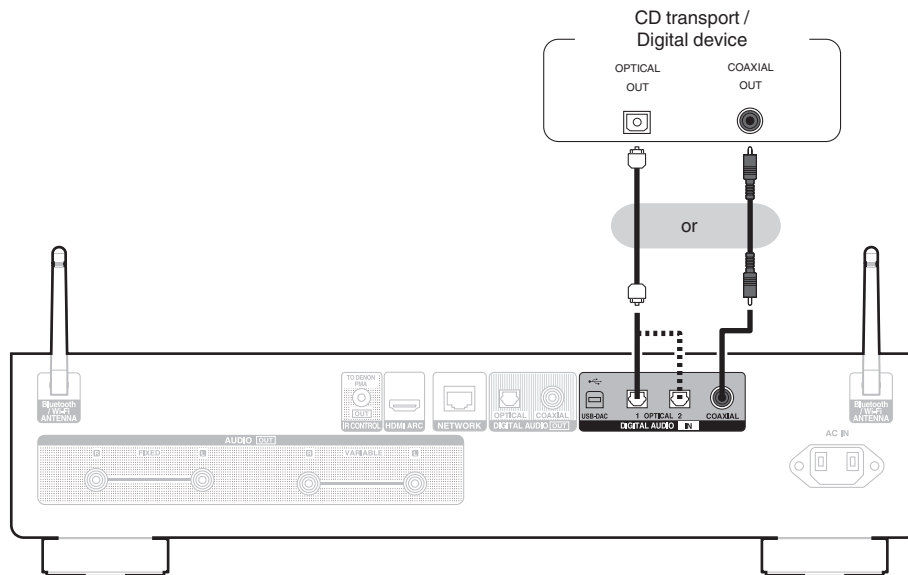 CD transport /
Digital device
OPTICAL
OUT
COAXIAL
OUT
or
Bluetooth
/ Wi-Fi
ANTENNA
TO DENON
PMA
OUT
IR CONTROL
HDMI ARC
NETWORK
OPTICAL COAXIAL
DIGITAL AUDIO OUT
USB-DAC
1 OPTICAL 2
COAXIAL
DIGITAL AUDIO IN
Bluetooth
/ Wi-Fi
ANTENNA
AUDIO OUT
R FIXED L
R VARIABLE L
AC IN